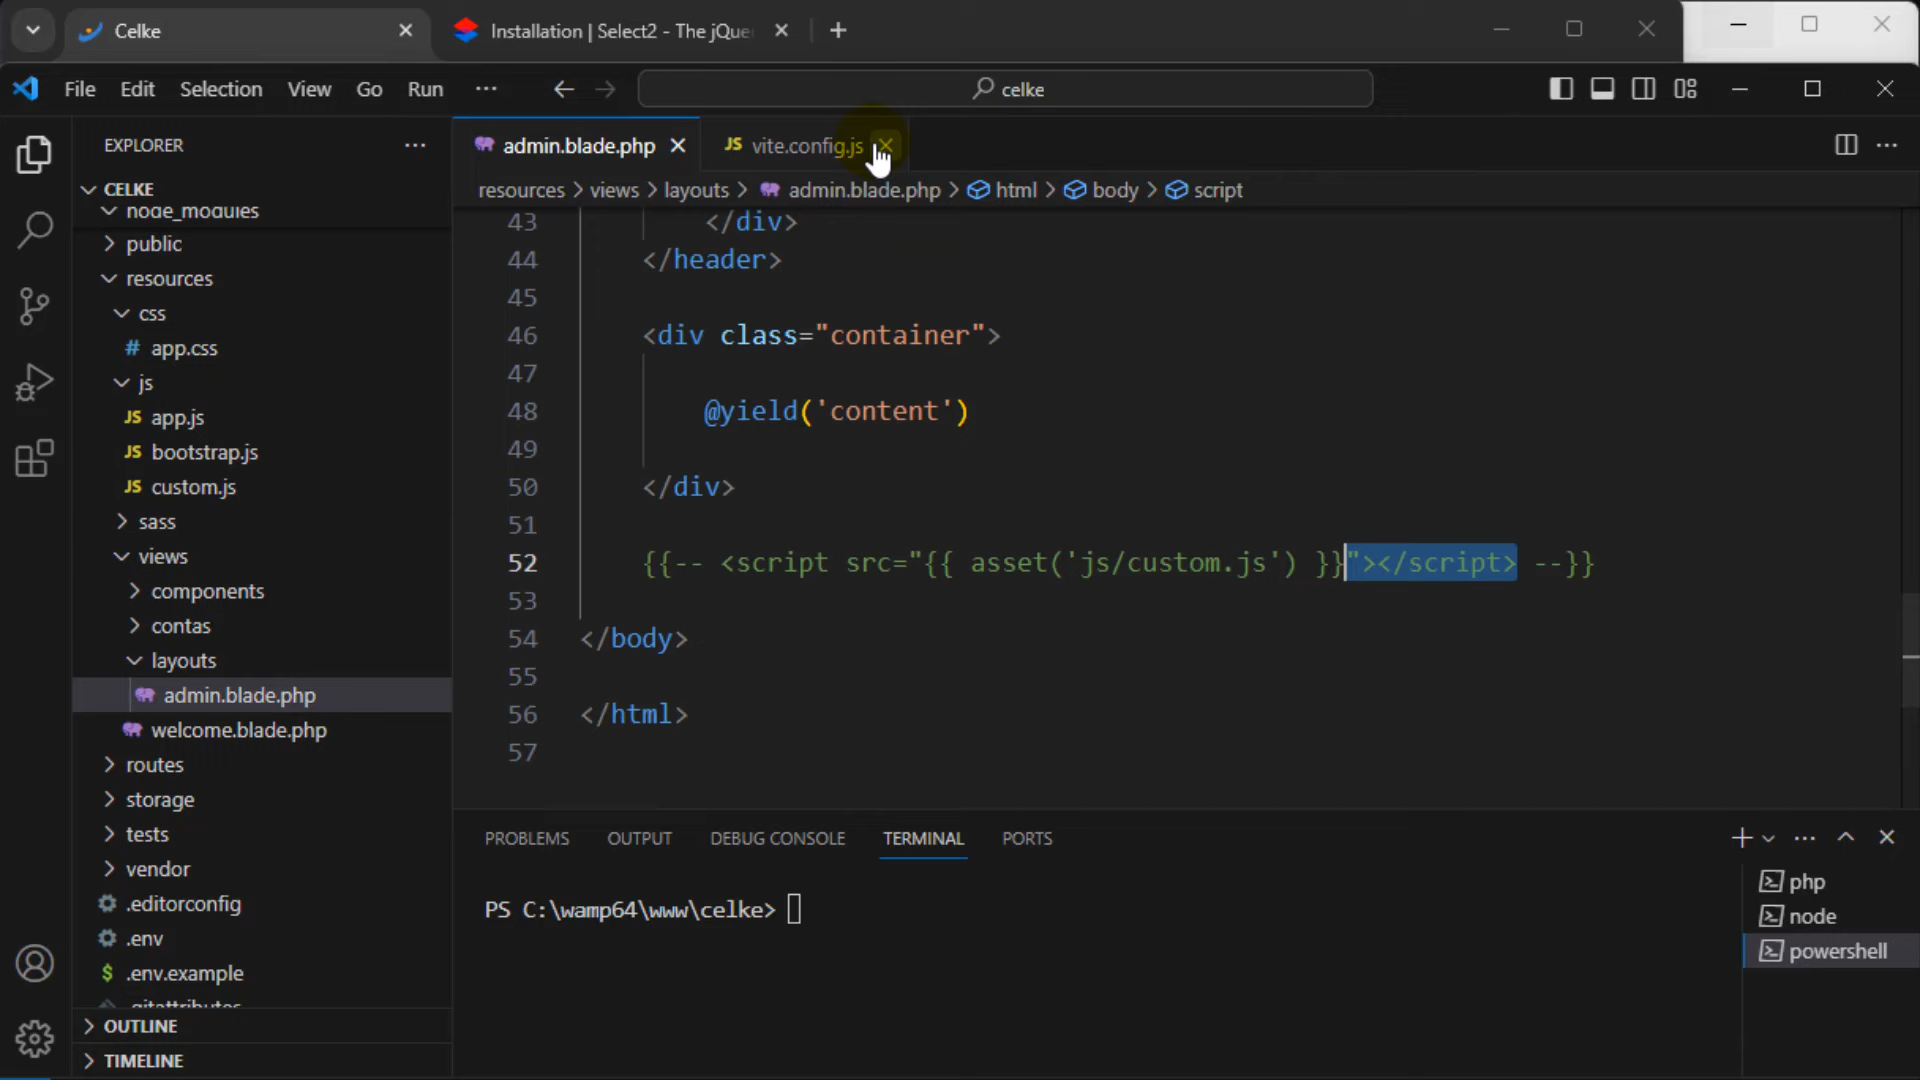 Celke
Installation | Select2 - The jQue
File Edit Selection View Go Run ···
celke
EXPLORER
admin.blade.php
JS vite.config.js
resources > views > layouts > admin.blade.php > html > body > script
CELKE
node_modules
public
resources
css
# app.css
js
JS app.js
JS bootstrap.js
JS custom.js
sass
views
components
contas
layouts
admin.blade.php
welcome.blade.php
routes
storage
tests
vendor
.editorconfig
.env
$ .env.example
.gitattributes
OUTLINE
TIMELINE
43 </div>
44 </header>
45
46 <div class="container">
47
48 @yield('content')
49
50 </div>
51
52 {{-- <script src="{{ asset('js/custom.js') }}"></script> --}}
53
54 </body>
55
56 </html>
57
PROBLEMS OUTPUT DEBUG CONSOLE TERMINAL PORTS
PS C:\wamp64\www\celke>
php
node
powershell